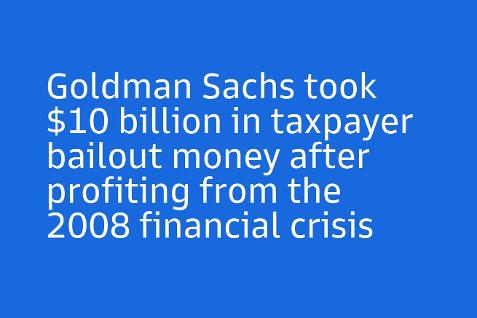 Goldman Sachs took
$10 billion in taxpayer
bailout money after
profiting from the
2008 financial crisis